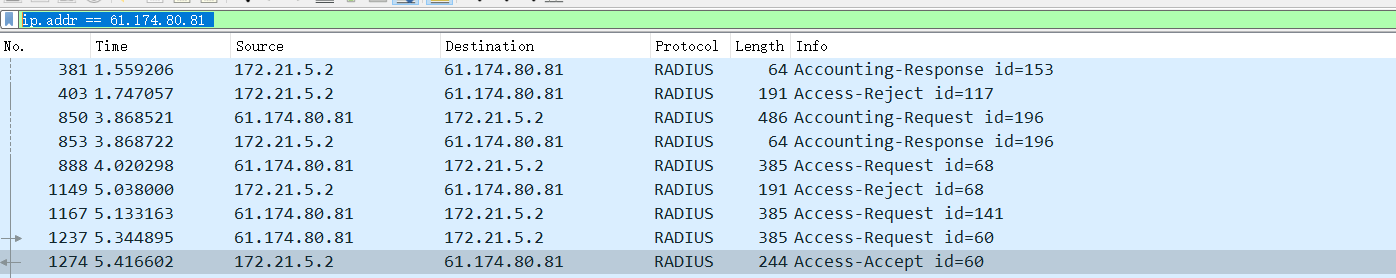 ip.addr == 61.174.80.81
No. Time Source Destination Protocol Length Info
381 1.559206 172.21.5.2 61.174.80.81 RADIUS 64 Accounting-Response id=153
403 1.747057 172.21.5.2 61.174.80.81 RADIUS 191 Access-Reject id=117
850 3.868521 61.174.80.81 172.21.5.2 RADIUS 486 Accounting-Request id=196
853 3.868722 172.21.5.2 61.174.80.81 RADIUS 64 Accounting-Response id=196
888 4.020298 61.174.80.81 172.21.5.2 RADIUS 385 Access-Request id=68
1149 5.038000 172.21.5.2 61.174.80.81 RADIUS 191 Access-Reject id=68
1167 5.133163 61.174.80.81 172.21.5.2 RADIUS 385 Access-Request id=141
1237 5.344895 61.174.80.81 172.21.5.2 RADIUS 385 Access-Request id=60
1274 5.416602 172.21.5.2 61.174.80.81 RADIUS 244 Access-Accept id=60